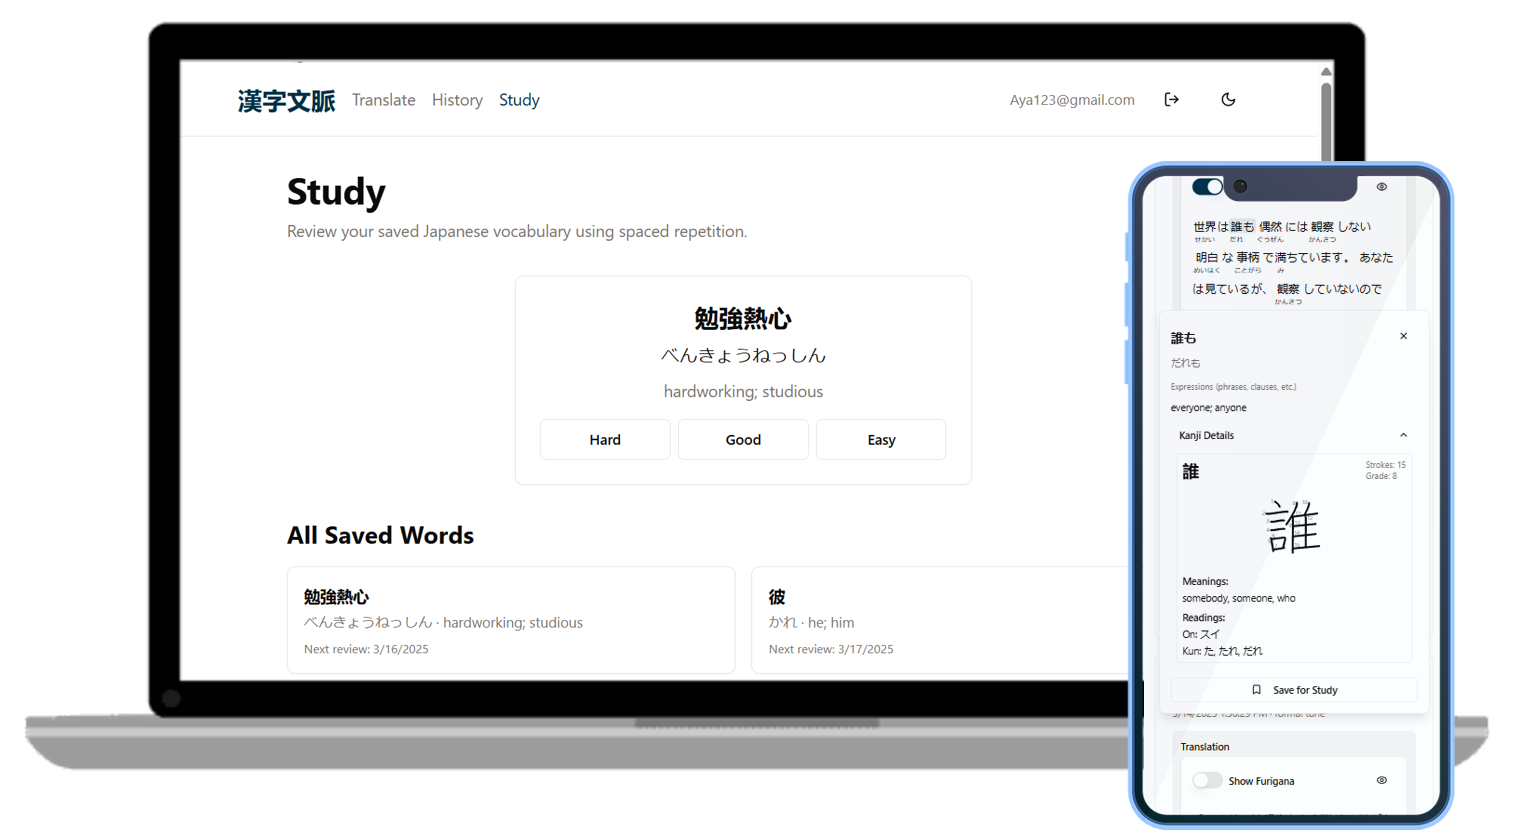 漢字文脈 Translate History Study Aya123@gmail.com
Study
Review your saved Japanese vocabulary using spaced repetition.
勉強熱心
べんきょうねっしん
hardworking; studious
Hard Good Easy
All Saved Words
勉強熱心
べんきょうねっしん · hardworking; studious
Next review: 3/16/2025
彼
かれ · he; him
Next review: 3/17/2025
世界は誰も偶然には観察しない
せかい だれ ぐうぜん かんさつ
明白な事柄で満ちています。あなた
めいはく ことがら み
は見ているが、観察していないので
かんさつ
誰も
だれも
Expressions (phrases, clauses, etc.)
everyone; anyone
Kanji Details
誰
Strokes: 15
Grade: 8
誰
Meanings:
somebody, someone, who
Readings:
On: スイ
Kun: た, たれ, だれ
Save for Study
3/14/2025 1:36:29 PM · formal tone
Translation
Show Furigana